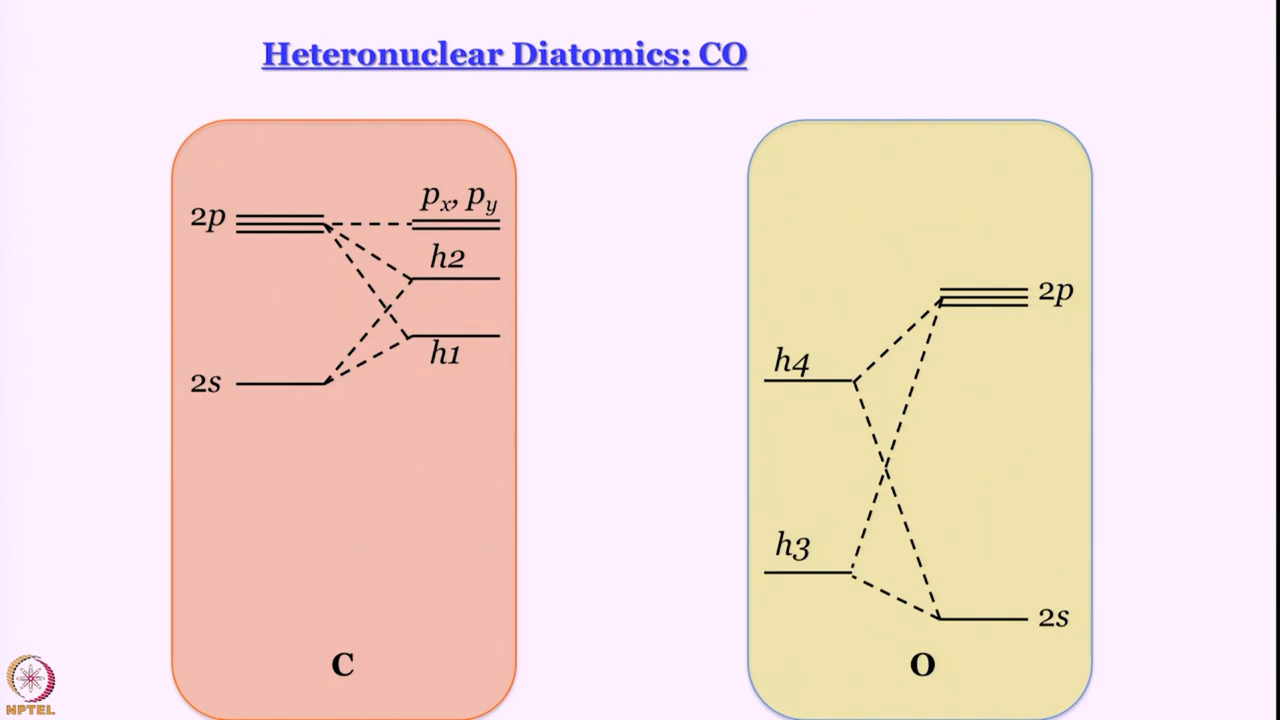 Heteronuclear Diatomics: CO
2p
px, py
h2
2s
h1
C
2p
h4
h3
2s
O
NPTEL